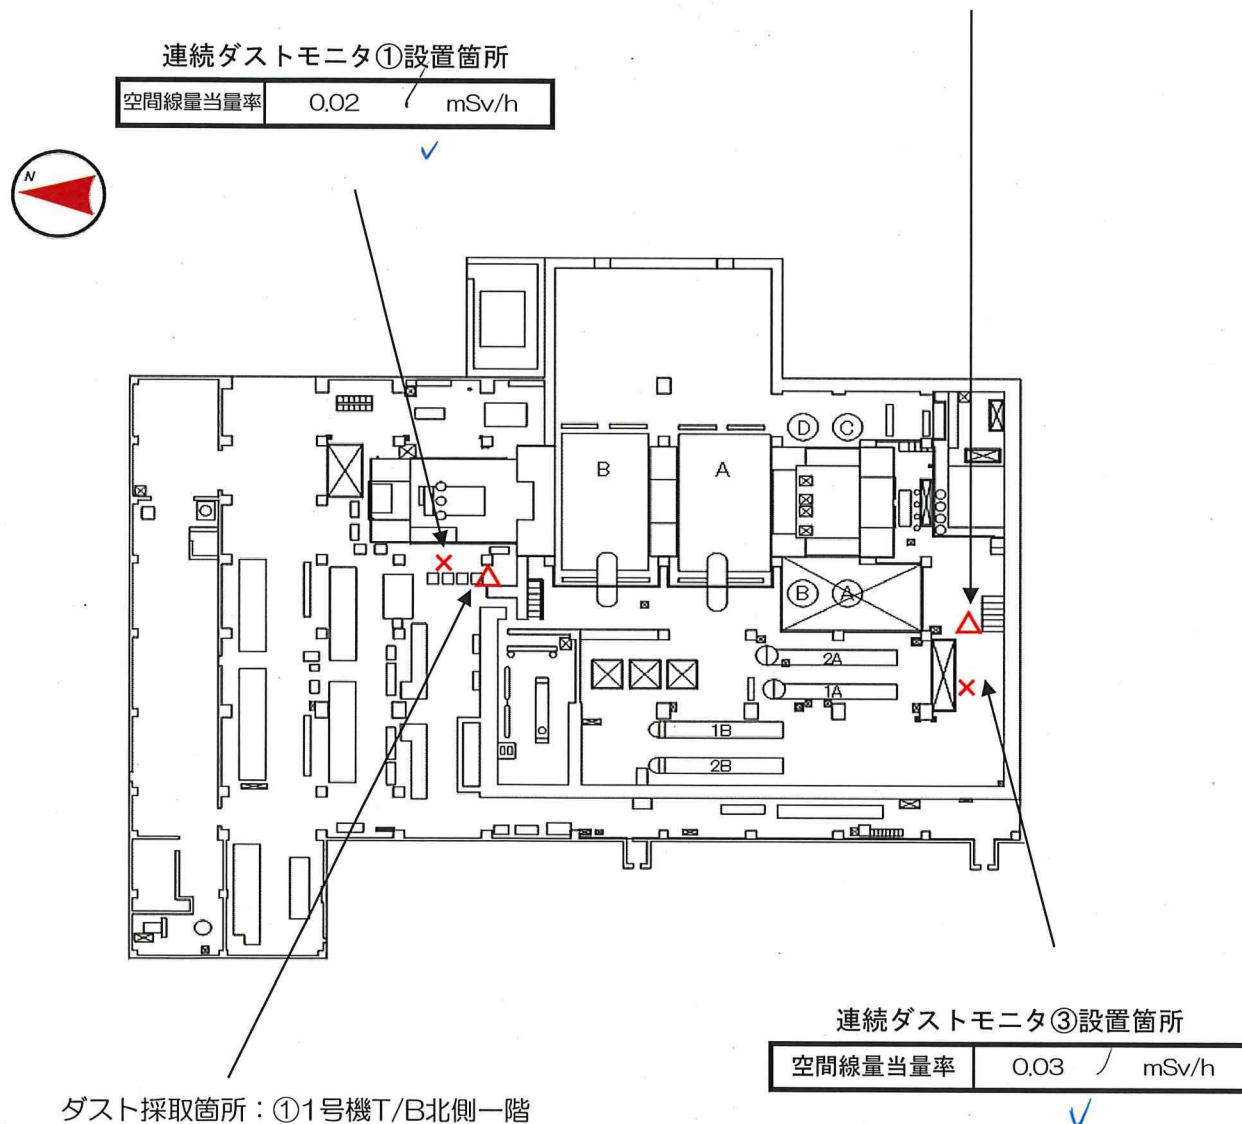 連続ダストモニタ①設置箇所
空間線量当量率 0.02 mSv/h
N
D C
B A
B A
2A
1A
1B
2B
連続ダストモニタ③設置箇所
空間線量当量率 0.03 mSv/h
ダスト採取箇所：①1号機T/B北側一階